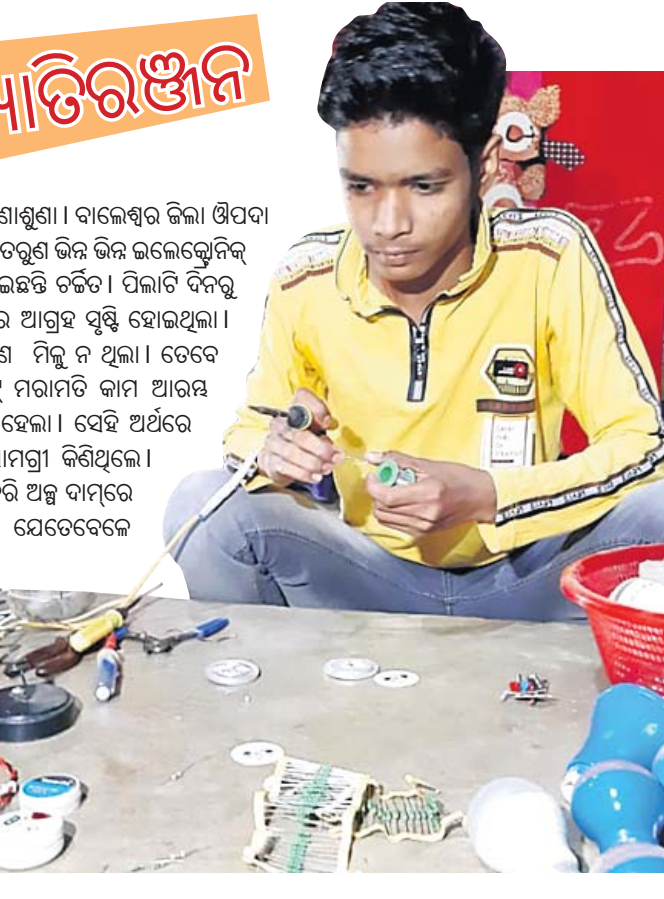 ଜ୍ୟୋତିରଞ୍ଜନ
ଣାଶୁଣା । ବାଲେଶ୍ୱର ଜିଲା ଔପଦା
ତରୁଣ ଭିନ୍ନ ଭିନ୍ନ ଇଲେକ୍ଟ୍ରୋନିକ୍
ଇଛନ୍ତି ଚର୍ଚ୍ଚିତ । ପିଲାଟି ଦିନରୁ
ର ଆଗ୍ରହ ସୃଷ୍ଟି ହୋଇଥିଲା ।
ଣ ମିଳୁ ନ ଥିଲା । ତେବେ
ମରାମତି କାମ ଆରମ୍ଭ
ହେଲା । ସେହି ଅର୍ଥରେ
ାମଗ୍ରୀ କିଣିଥିଲେ ।
ରି ଅଳ୍ପ ଦାମ୍‌ରେ
ଯେତେବେଳେ